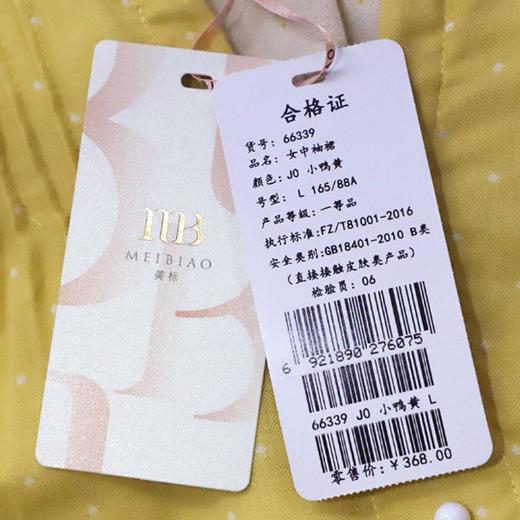 MB
MEIBIAO
美标
合格证
货号: 66339
品名: 女中袖裙
颜色: J0 小鸭黄
号型: L 165/88A
产品等级: 一等品
执行标准:FZ/T81001-2016
安全类别:GB18401-2010 B类
(直接接触皮肤类产品)
检验员: 06
6 921890 276075
66339 J0 小鸭黄 L
零售价: ¥368.00